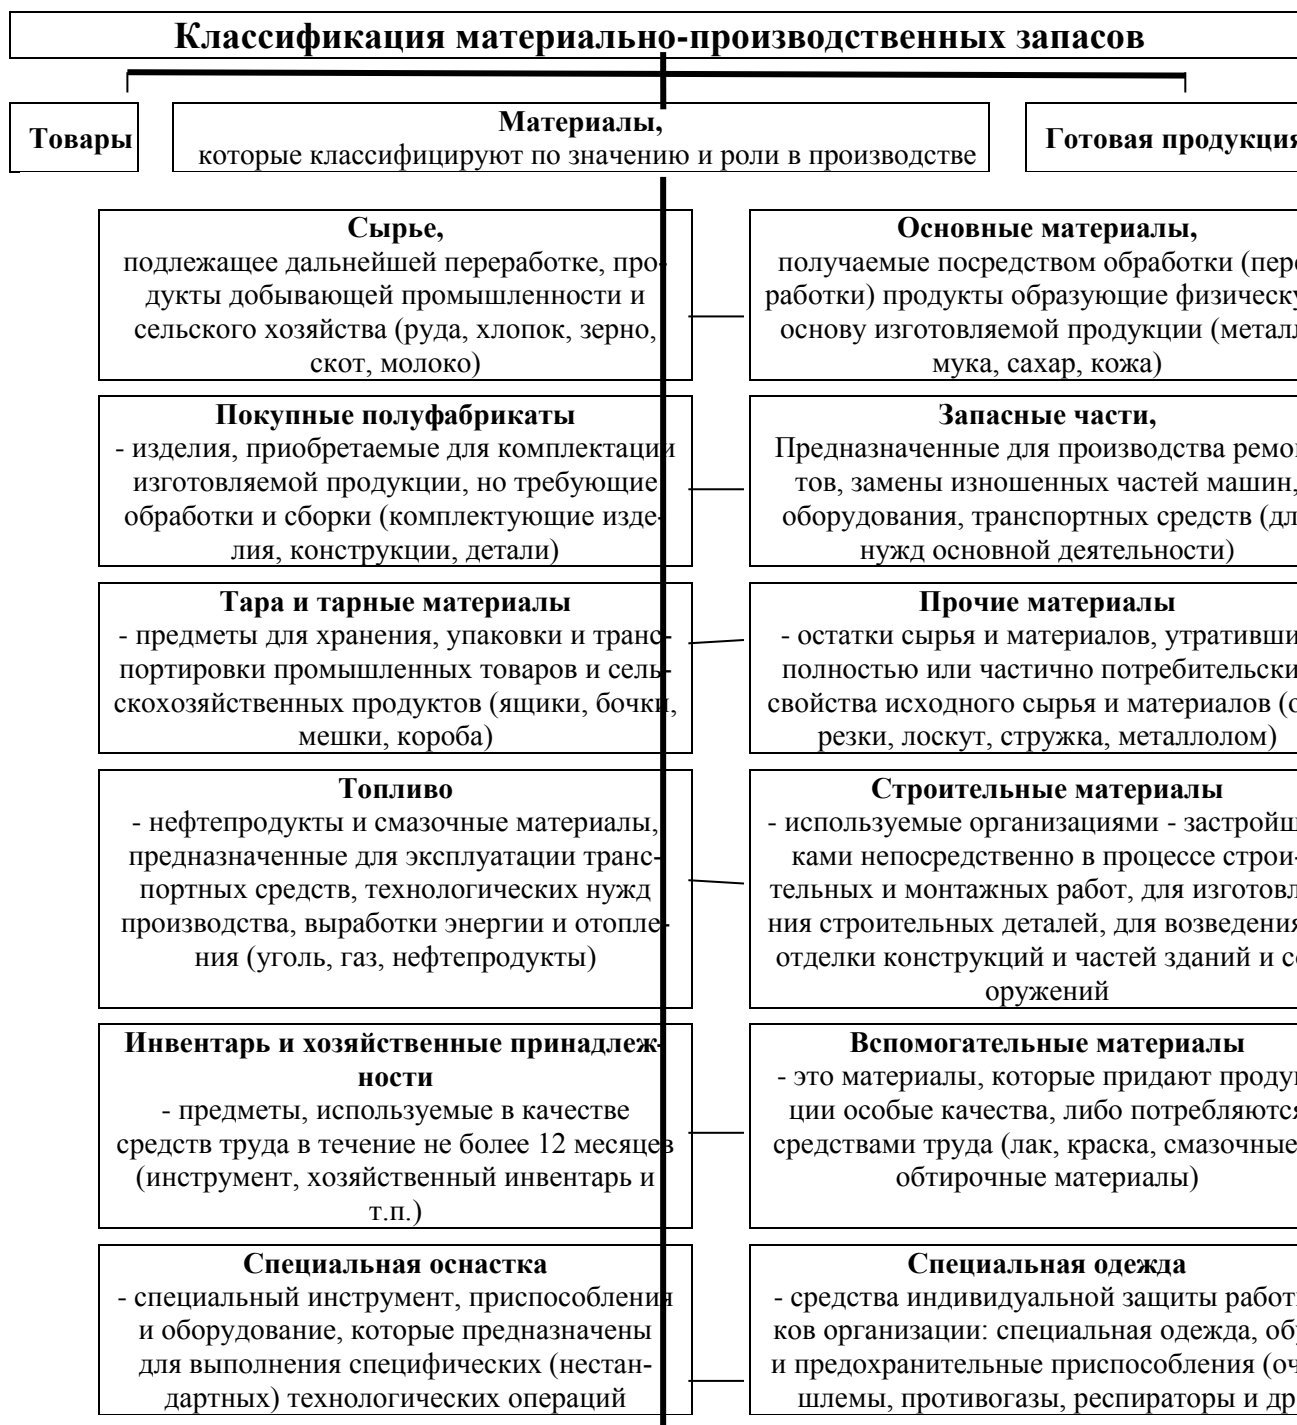 Классификация материально-производственных запасов
Товары
Материалы,
которые классифицируют по значению и роли в производстве
Готовая продукция
Сырье,
подлежащее дальнейшей переработке, про-
дукты добывающей промышленности и
сельского хозяйства (руда, хлопок, зерно,
скот, молоко)
Основные материалы,
получаемые посредством обработки (пере
работки) продукты образующие физическу
основу изготовляемой продукции (металл
мука, сахар, кожа)
Покупные полуфабрикаты
- изделия, приобретаемые для комплектации
изготовляемой продукции, но требующие
обработки и сборки (комплектующие изде-
лия, конструкции, детали)
Запасные части,
Предназначенные для производства ремон
тов, замены изношенных частей машин,
оборудования, транспортных средств (дл
нужд основной деятельности)
Тара и тарные материалы
- предметы для хранения, упаковки и транс-
портировки промышленных товаров и сель-
скохозяйственных продуктов (ящики, бочки,
мешки, короба)
Прочие материалы
- остатки сырья и материалов, утративши
полностью или частично потребительски
свойства исходного сырья и материалов (о
резки, лоскут, стружка, металлолом)
Топливо
- нефтепродукты и смазочные материалы,
предназначенные для эксплуатации транс-
портных средств, технологических нужд
производства, выработки энергии и отопле-
ния (уголь, газ, нефтепродукты)
Строительные материалы
- используемые организациями - застройщ
ками непосредственно в процессе строи-
тельных и монтажных работ, для изготовл
ния строительных деталей, для возведения
отделки конструкций и частей зданий и со
оружений
Инвентарь и хозяйственные принадлеж-
ности
- предметы, используемые в качестве
средств труда в течение не более 12 месяцев
(инструмент, хозяйственный инвентарь и
т.п.)
Вспомогательные материалы
- это материалы, которые придают продук
ции особые качества, либо потребляются
средствами труда (лак, краска, смазочные
обтирочные материалы)
Специальная оснастка
- специальный инструмент, приспособления
и оборудование, которые предназначены
для выполнения специфических (нестан-
дартных) технологических операций
Специальная одежда
- средства индивидуальной защиты работ
ков организации: специальная одежда, обу
и предохранительные приспособления (оч
шлемы, противогазы, респираторы и др